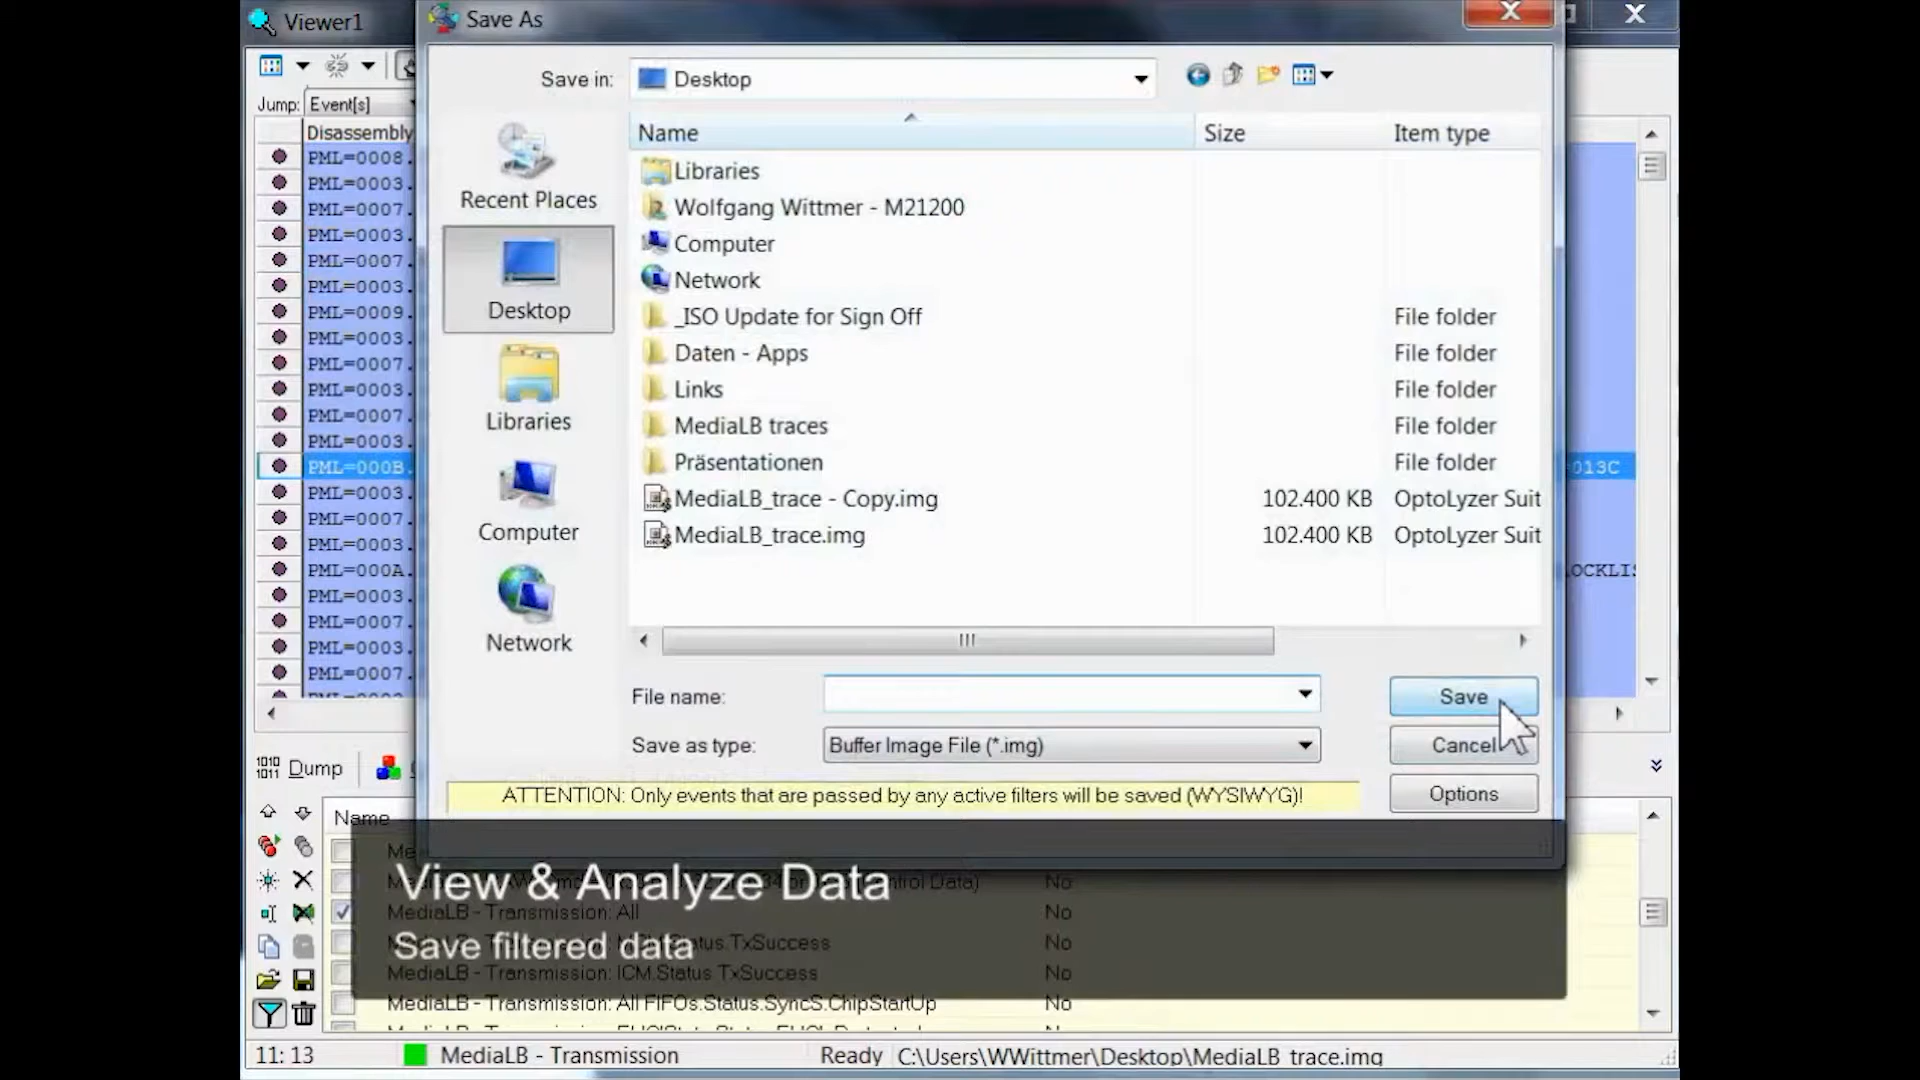 Viewer1
Save As
Save in:
Desktop
Jump:
Event[s]
Disassembly
Name
Size
Item type
PML=0008.
PML=0003.
PML=0007.
PML=0003.
PML=0007.
PML=0003.
PML=0009.
PML=0003.
PML=0007.
PML=0003.
PML=0007.
PML=0003.
PML=000B.
PML=0003.
PML=0007.
PML=0003.
PML=000A.
PML=0003.
PML=0007.
PML=0003.
PML=0007.
Recent Places
Desktop
Libraries
Computer
Network
Libraries
Wolfgang Wittmer - M21200
Computer
Network
_ISO Update for Sign Off
File folder
Daten - Apps
File folder
Links
File folder
MediaLB traces
File folder
Präsentationen
File folder
MediaLB_trace - Copy.img
102.400 KB
OptoLyzer Suit
MediaLB_trace.img
102.400 KB
OptoLyzer Suit
013C
File name:
Save
Save as type:
Buffer Image File (*.img)
Cancel
ATTENTION: Only events that are passed by any active filters will be saved (WYSIWYG)!
Options
1010
1011
Dump
Name
View & Analyze Data
Save filtered data
No
MediaLB - Transmission: All
No
Status.TxSuccess
No
MediaLB - Transmission: ICM.Status TxSuccess
No
MediaLB - Transmission: All FIFOs.Status.SyncS.ChipStartUp
No
11: 13
MediaLB - Transmission
Ready
C:\Users\WWittmer\Desktop\MediaLB_trace.img